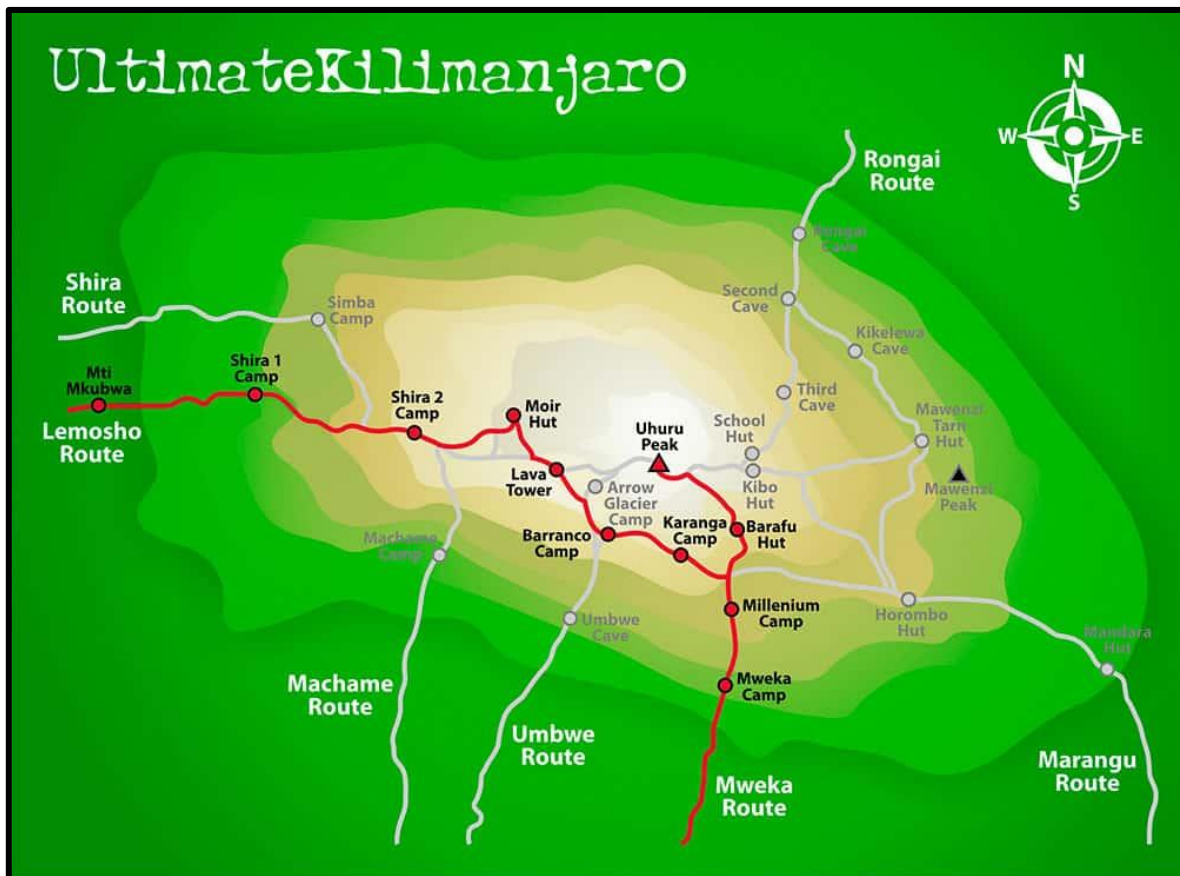 UltimateKilimanjaro
N
W
E
S
Rongai
Route
Rongai
Cave
Shira
Route
Simba
Camp
Second
Cave
Kikelewa
Cave
Mti
Mkubwa
Shira 1
Camp
Shira 2
Camp
Moir
Hut
Third
Cave
Lemosho
Route
Uhuru
Peak
School
Hut
Mawenzi
Tarn
Hut
Lava
Tower
Arrow
Glacier
Camp
Kibo
Hut
Mawenzi
Peak
Machame
Camp
Barranco
Camp
Karanga
Camp
Barafu
Hut
Umbwe
Cave
Millenium
Camp
Horombo
Hut
Mandara
Hut
Machame
Route
Mweka
Camp
Umbwe
Route
Mweka
Route
Marangu
Route